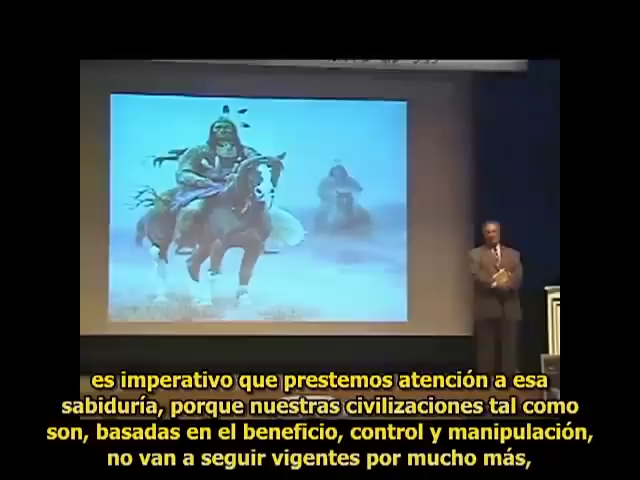 es imperativo que prestemos atención a esa
sabiduría, porque nuestras civilizaciones tal como
son, basadas en el beneficio, control y manipulación,
no van a seguir vigentes por mucho más,